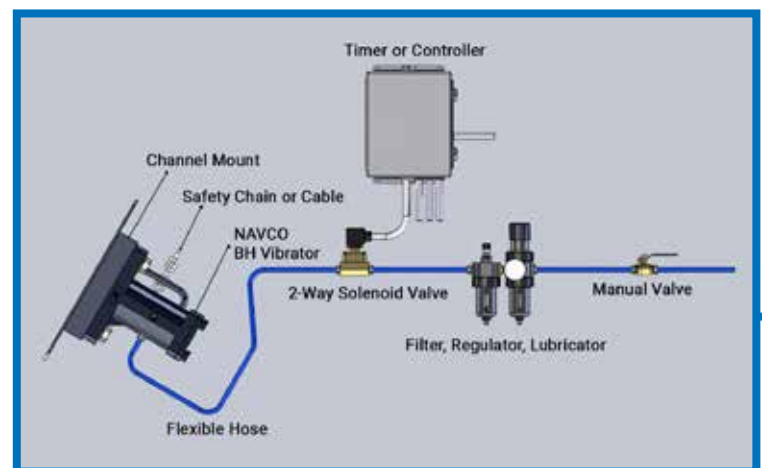 Timer or Controller
Channel Mount
Safety Chain or Cable
NAVCO
BH Vibrator
2-Way Solenoid Valve
Manual Valve
Filter, Regulator, Lubricator
Flexible Hose